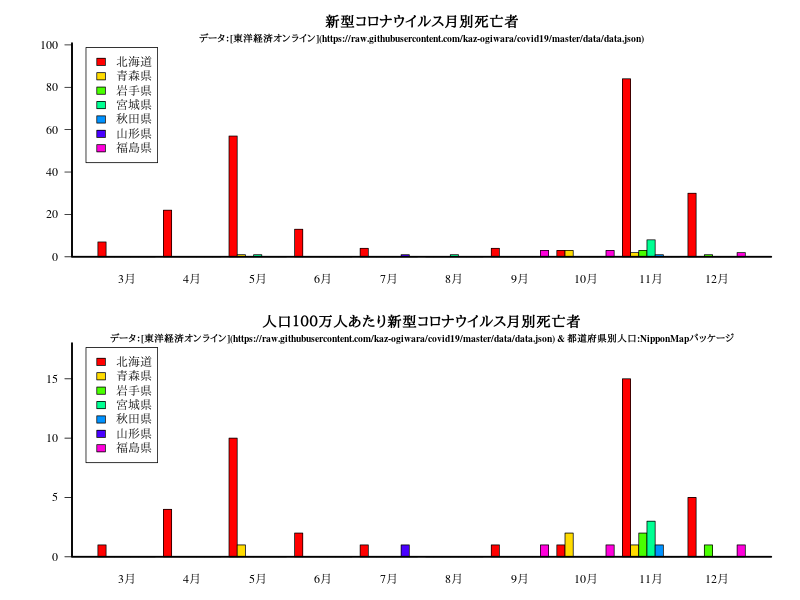 新型コロナウイルス月別死亡者
データ:[東洋経済オンライン](https://raw.githubusercontent.com/kaz-ogiwara/covid19/master/data/data.json)
100
80
60
40
20
0
北海道
青森県
岩手県
宮城県
秋田県
山形県
福島県
3月 4月 5月 6月 7月 8月 9月 10月 11月 12月
人口100万人あたり新型コロナウイルス月別死亡者
データ:[東洋経済オンライン](https://raw.githubusercontent.com/kaz-ogiwara/covid19/master/data/data.json) & 都道府県別人口:NipponMapパッケージ
15
10
5
0
北海道
青森県
岩手県
宮城県
秋田県
山形県
福島県
3月 4月 5月 6月 7月 8月 9月 10月 11月 12月